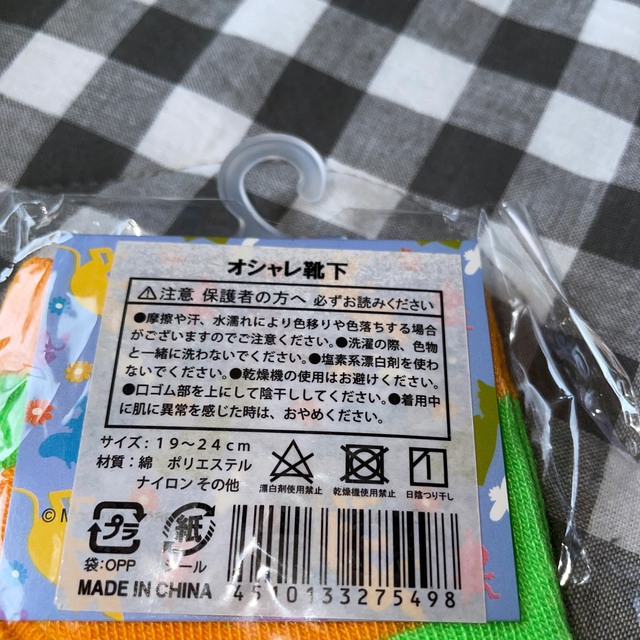 オシャレ靴下
⚠注意 保護者の方へ 必ずお読みください
●摩擦や汗、水濡れにより色移りや色落ちする場合
がございますのでご注意ください。●洗濯の際、色物
と一緒に洗わないでください。●塩素系漂白剤を使わ
ないでください。●乾燥機の使用はお避けください。
●口ゴム部を上にして陰干ししてください。●着用中
に肌に異常を感じた時は、おやめください。
サイズ：19～24cm
材質：綿 ポリエステル
ナイロン その他
漂白剤使用禁止 乾燥機使用禁止 日陰つり干し
©N
プラ 紙
袋：OPP シール
MADE IN CHINA
4510133275498